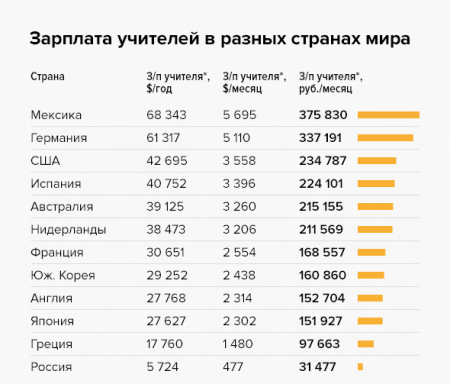 Зарплата учителей в разных странах мира
Страна З/п учителя*, З/п учителя*, З/п учителя*,
$/год $/месяц руб./месяц
Мексика 68 343 5 695 375 830
Германия 61 317 5 110 337 191
США 42 695 3 558 234 787
Испания 40 752 3 396 224 101
Австралия 39 125 3 260 215 155
Нидерланды 38 473 3 206 211 569
Франция 30 651 2 554 168 557
Юж. Корея 29 252 2 438 160 860
Англия 27 768 2 314 152 704
Япония 27 627 2 302 151 927
Греция 17 760 1 480 97 663
Россия 5 724 477 31 477